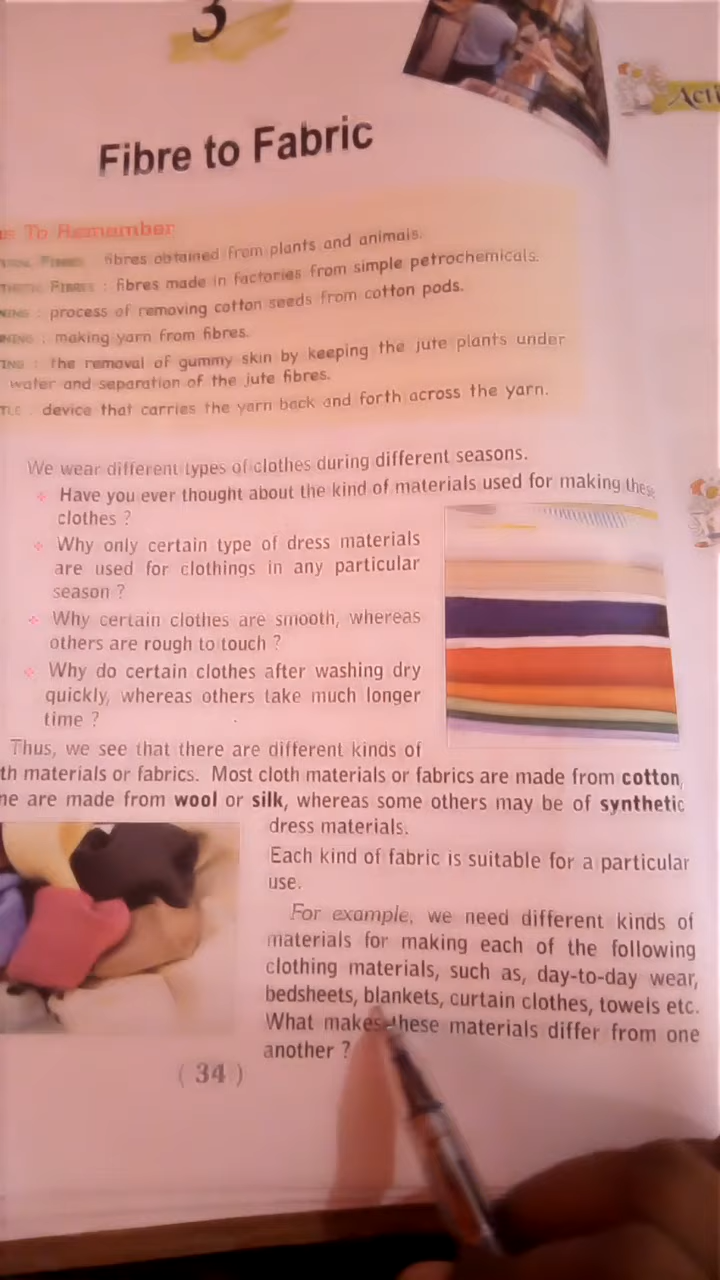 3
Acti
Fibre to Fabric
To Remember
fibres obtained from plants and animals.
FIBRES : fibres made in factories from simple petrochemicals.
: process of removing cotton seeds from cotton pods.
: making yarn from fibres.
: the removal of gummy skin by keeping the jute plants under
water and separation of the jute fibres.
: device that carries the yarn back and forth across the yarn.
We wear different types of clothes during different seasons.
Have you ever thought about the kind of materials used for making these
clothes ?
Why only certain type of dress materials
are used for clothings in any particular
season ?
Why certain clothes are smooth, whereas
others are rough to touch ?
Why do certain clothes after washing dry
quickly, whereas others take much longer
time ?
Thus, we see that there are different kinds of
th materials or fabrics. Most cloth materials or fabrics are made from cotton,
ne are made from wool or silk, whereas some others may be of synthetic
dress materials.
Each kind of fabric is suitable for a particular
use.
For example, we need different kinds of
materials for making each of the following
clothing materials, such as, day-to-day wear,
bedsheets, blankets, curtain clothes, towels etc.
What makes these materials differ from one
another ?
( 34 )